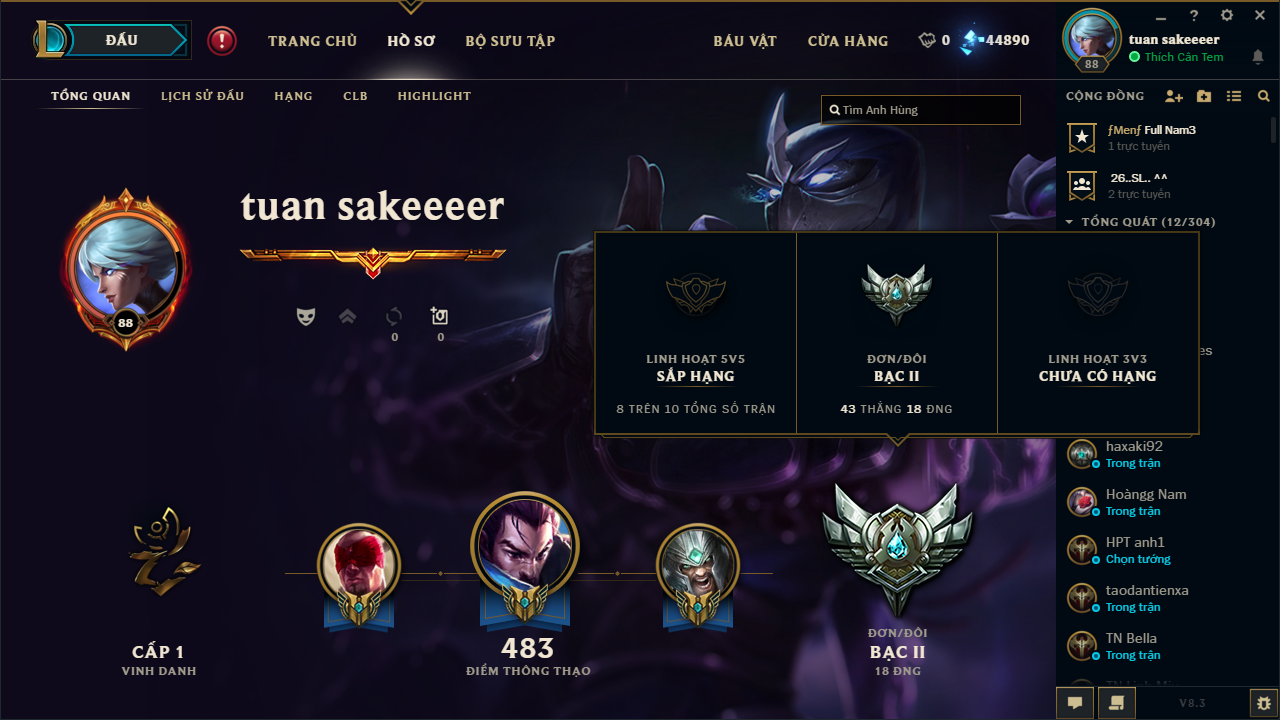 ĐẤU
!
TRANG CHỦ
HỒ SƠ
BỘ SƯU TẬP
BÁU VẬT
CỬA HÀNG
0
44890
?
88
tuan sakeeeer
Thích Cân Tem
TỔNG QUAN
LỊCH SỬ ĐẤU
HẠNG
CLB
HIGHLIGHT
Tìm Anh Hùng
CỘNG ĐỒNG
ƒMenƒ Full Nam3
1 trực tuyến
26..SL.. ^^
2 trực tuyến
TỔNG QUÁT (12/304)
tuan sakeeeer
88
0
0
LINH HOẠT 5V5
SẮP HẠNG
8 TRÊN 10 TỔNG SỐ TRẬN
ĐƠN/ĐÔI
BẠC II
43 THẮNG 18 ĐNG
LINH HOẠT 3V3
CHƯA CÓ HẠNG
es
haxaki92
Trong trận
Hoàngg Nam
Trong trận
HPT anh1
Chọn tướng
taodantienxa
Trong trận
TN Bella
Trong trận
CẤP 1
VINH DANH
483
ĐIỂM THÔNG THẠO
ĐƠN/ĐÔI
BẠC II
18 ĐNG
V8.3